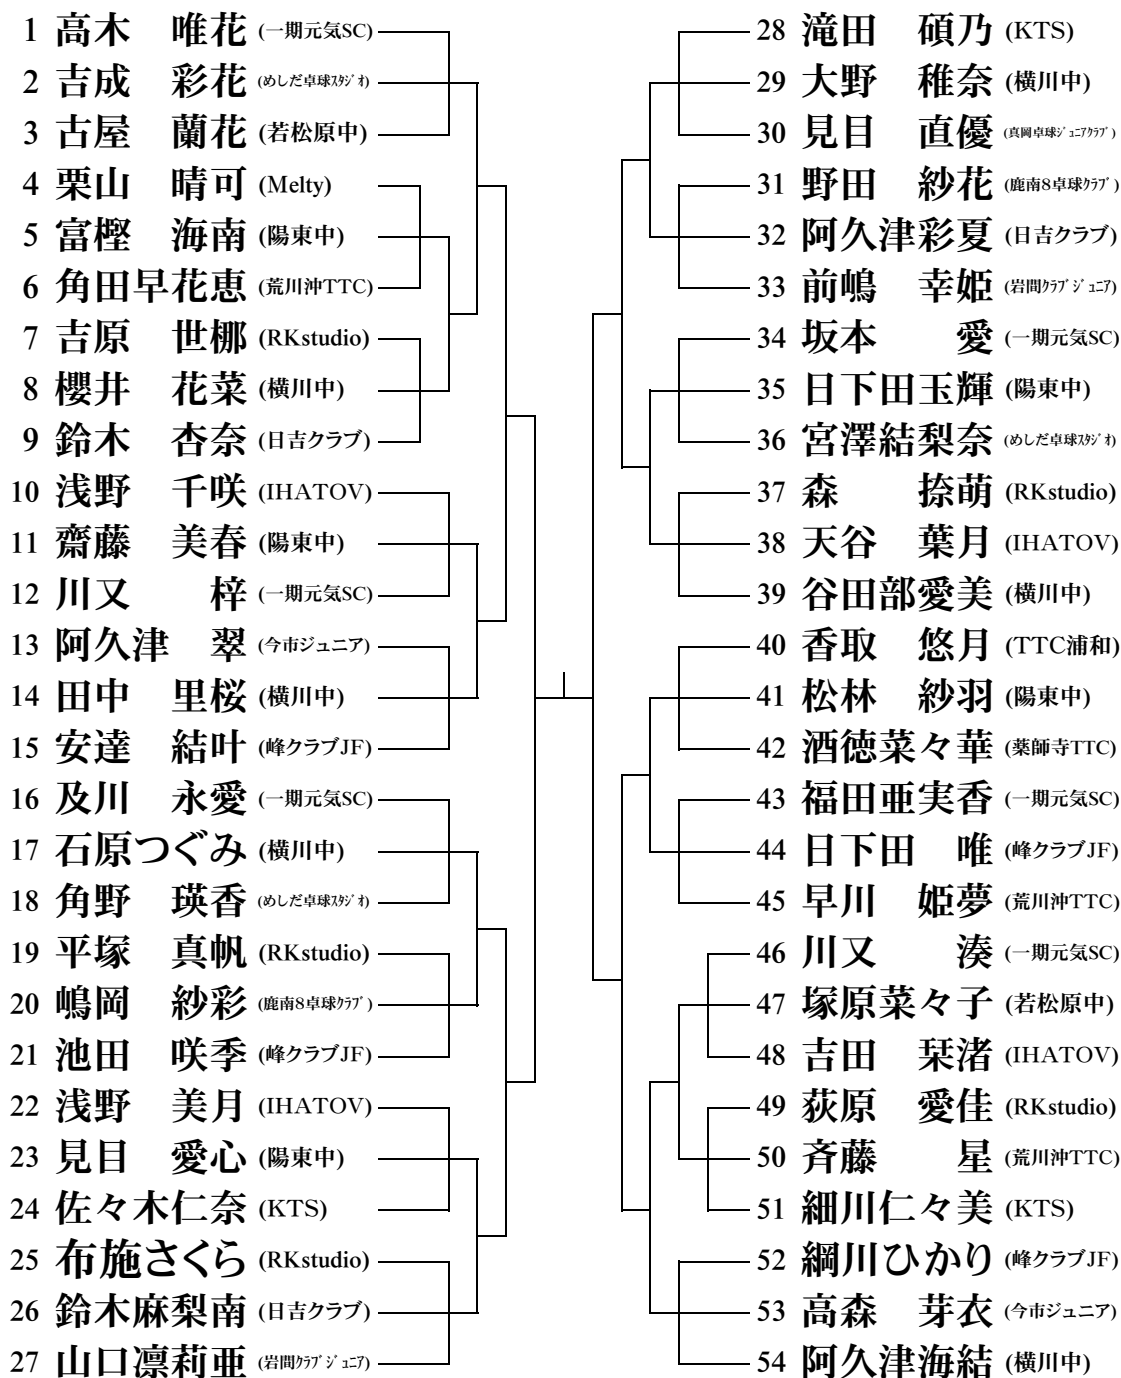 1 高木 唯花 (一期元気SC)
2 吉成 彩花 (めしだ卓球ｽﾀｼﾞｵ)
3 古屋 蘭花 (若松原中)
4 栗山 晴可 (Melty)
5 富樫 海南 (陽東中)
6 角田早花恵 (荒川沖TTC)
7 吉原 世梛 (RKstudio)
8 櫻井 花菜 (横川中)
9 鈴木 杏奈 (日吉クラブ)
10 浅野 千咲 (IHATOV)
11 齋藤 美春 (陽東中)
12 川又 梓 (一期元気SC)
13 阿久津 翠 (今市ジュニア)
14 田中 里桜 (横川中)
15 安達 結叶 (峰クラブJF)
16 及川 永愛 (一期元気SC)
17 石原つぐみ (横川中)
18 角野 瑛香 (めしだ卓球ｽﾀｼﾞｵ)
19 平塚 真帆 (RKstudio)
20 嶋岡 紗彩 (鹿南8卓球ｸﾗﾌﾞ)
21 池田 咲季 (峰クラブJF)
22 浅野 美月 (IHATOV)
23 見目 愛心 (陽東中)
24 佐々木仁奈 (KTS)
25 布施さくら (RKstudio)
26 鈴木麻梨南 (日吉クラブ)
27 山口凛莉亜 (岩間ｸﾗﾌﾞｼﾞｭﾆｱ)
28 滝田 碩乃 (KTS)
29 大野 稚奈 (横川中)
30 見目 直優 (真岡卓球ｼﾞｭﾆｱｸﾗﾌﾞ)
31 野田 紗花 (鹿南8卓球ｸﾗﾌﾞ)
32 阿久津彩夏 (日吉クラブ)
33 前嶋 幸姫 (岩間ｸﾗﾌﾞｼﾞｭﾆｱ)
34 坂本 愛 (一期元気SC)
35 日下田玉輝 (陽東中)
36 宮澤結梨奈 (めしだ卓球ｽﾀｼﾞｵ)
37 森 捺萌 (RKstudio)
38 天谷 葉月 (IHATOV)
39 谷田部愛美 (横川中)
40 香取 悠月 (TTC浦和)
41 松林 紗羽 (陽東中)
42 酒徳菜々華 (薬師寺TTC)
43 福田亜実香 (一期元気SC)
44 日下田 唯 (峰クラブJF)
45 早川 姫夢 (荒川沖TTC)
46 川又 湊 (一期元気SC)
47 塚原菜々子 (若松原中)
48 吉田 栞渚 (IHATOV)
49 荻原 愛佳 (RKstudio)
50 斉藤 星 (荒川沖TTC)
51 細川仁々美 (KTS)
52 綱川ひかり (峰クラブJF)
53 高森 芽衣 (今市ジュニア)
54 阿久津海結 (横川中)